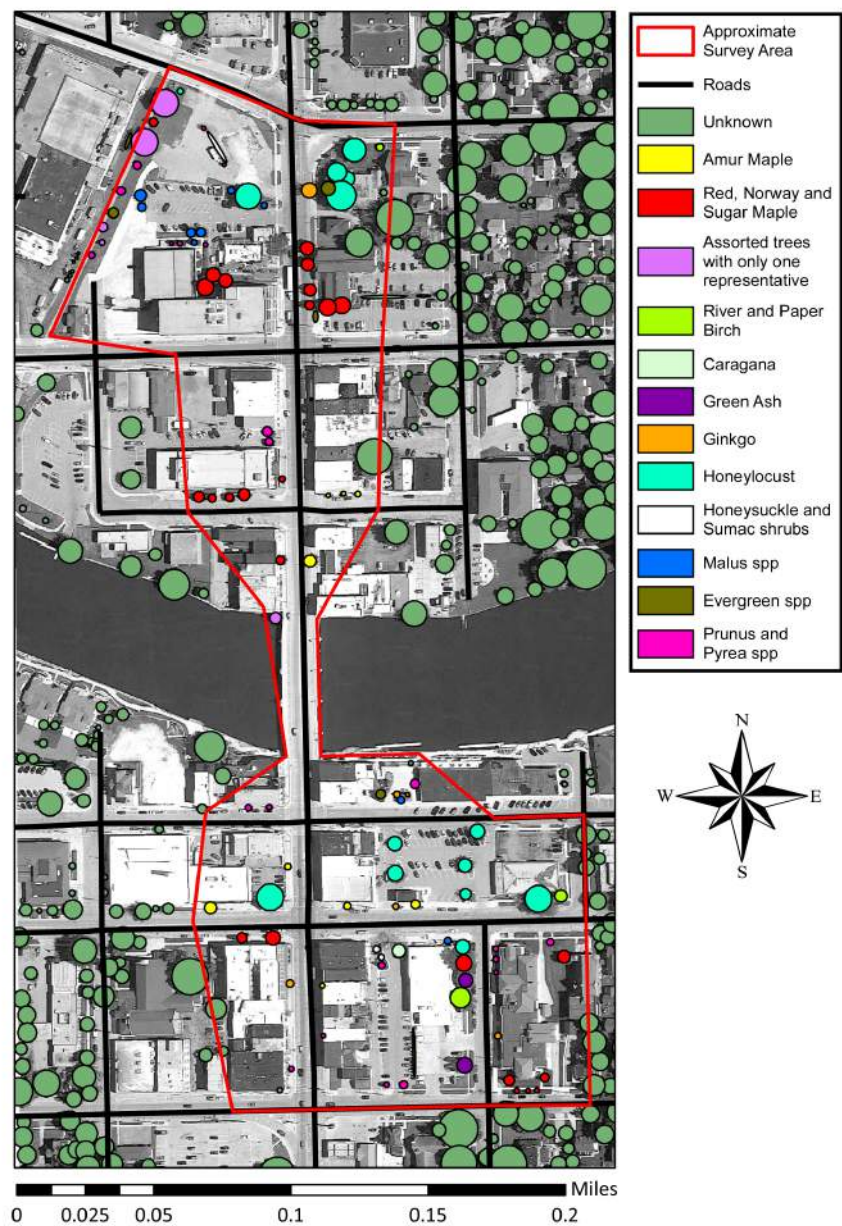 Approximate
Survey Area
Roads
Unknown
Amur Maple
Red, Norway and
Sugar Maple
Assorted trees
with only one
representative
River and Paper
Birch
Caragana
Green Ash
Ginkgo
Honeylocust
Honeysuckle and
Sumac shrubs
Malus spp
Evergreen spp
Prunus and
Pyrea spp
N
W E
S
Miles
0 0.025 0.05 0.1 0.15 0.2